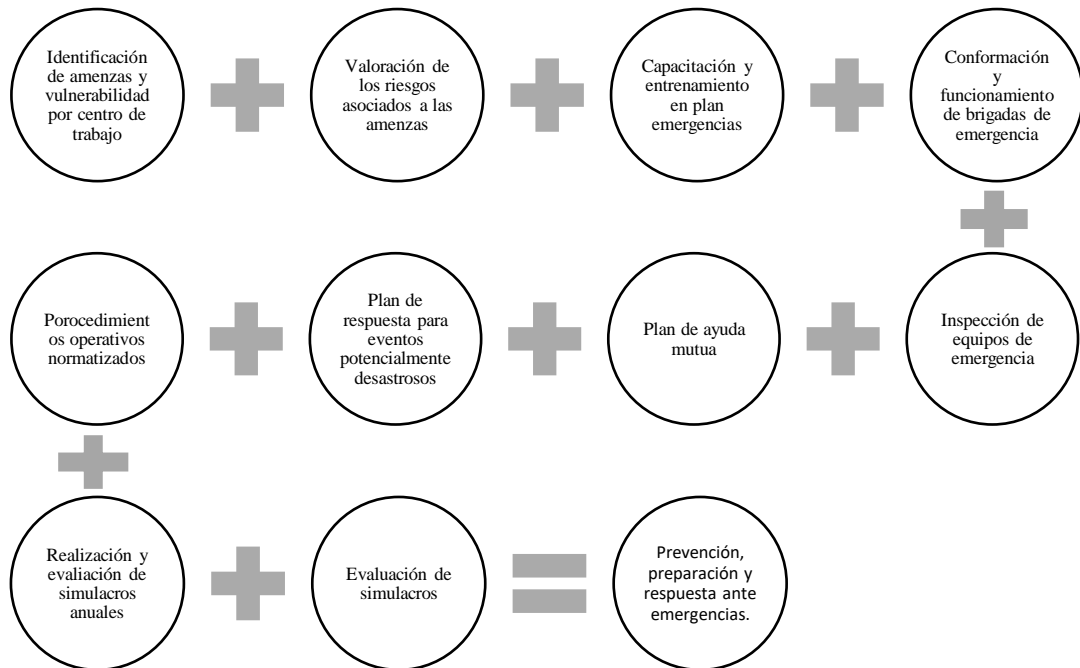 Identificación
de amenzas y
vulnerabilidad
por centro de
trabajo
Valoración de
los riesgos
asociados a las
amenzas
Capacitación y
entrenamiento
en plan
emergencias
Conformación
y
funcionamiento
de brigadas de
emergencia
Inspección de
equipos de
emergencia
Plan de ayuda
mutua
Plan de
respuesta para
eventos
potencialmente
desastrosos
Porocedimient
os operativos
normatizados
Realización y
evaliación de
simulacros
anuales
Evaluación de
simulacros
Prevención,
preparación y
respuesta ante
emergencias.